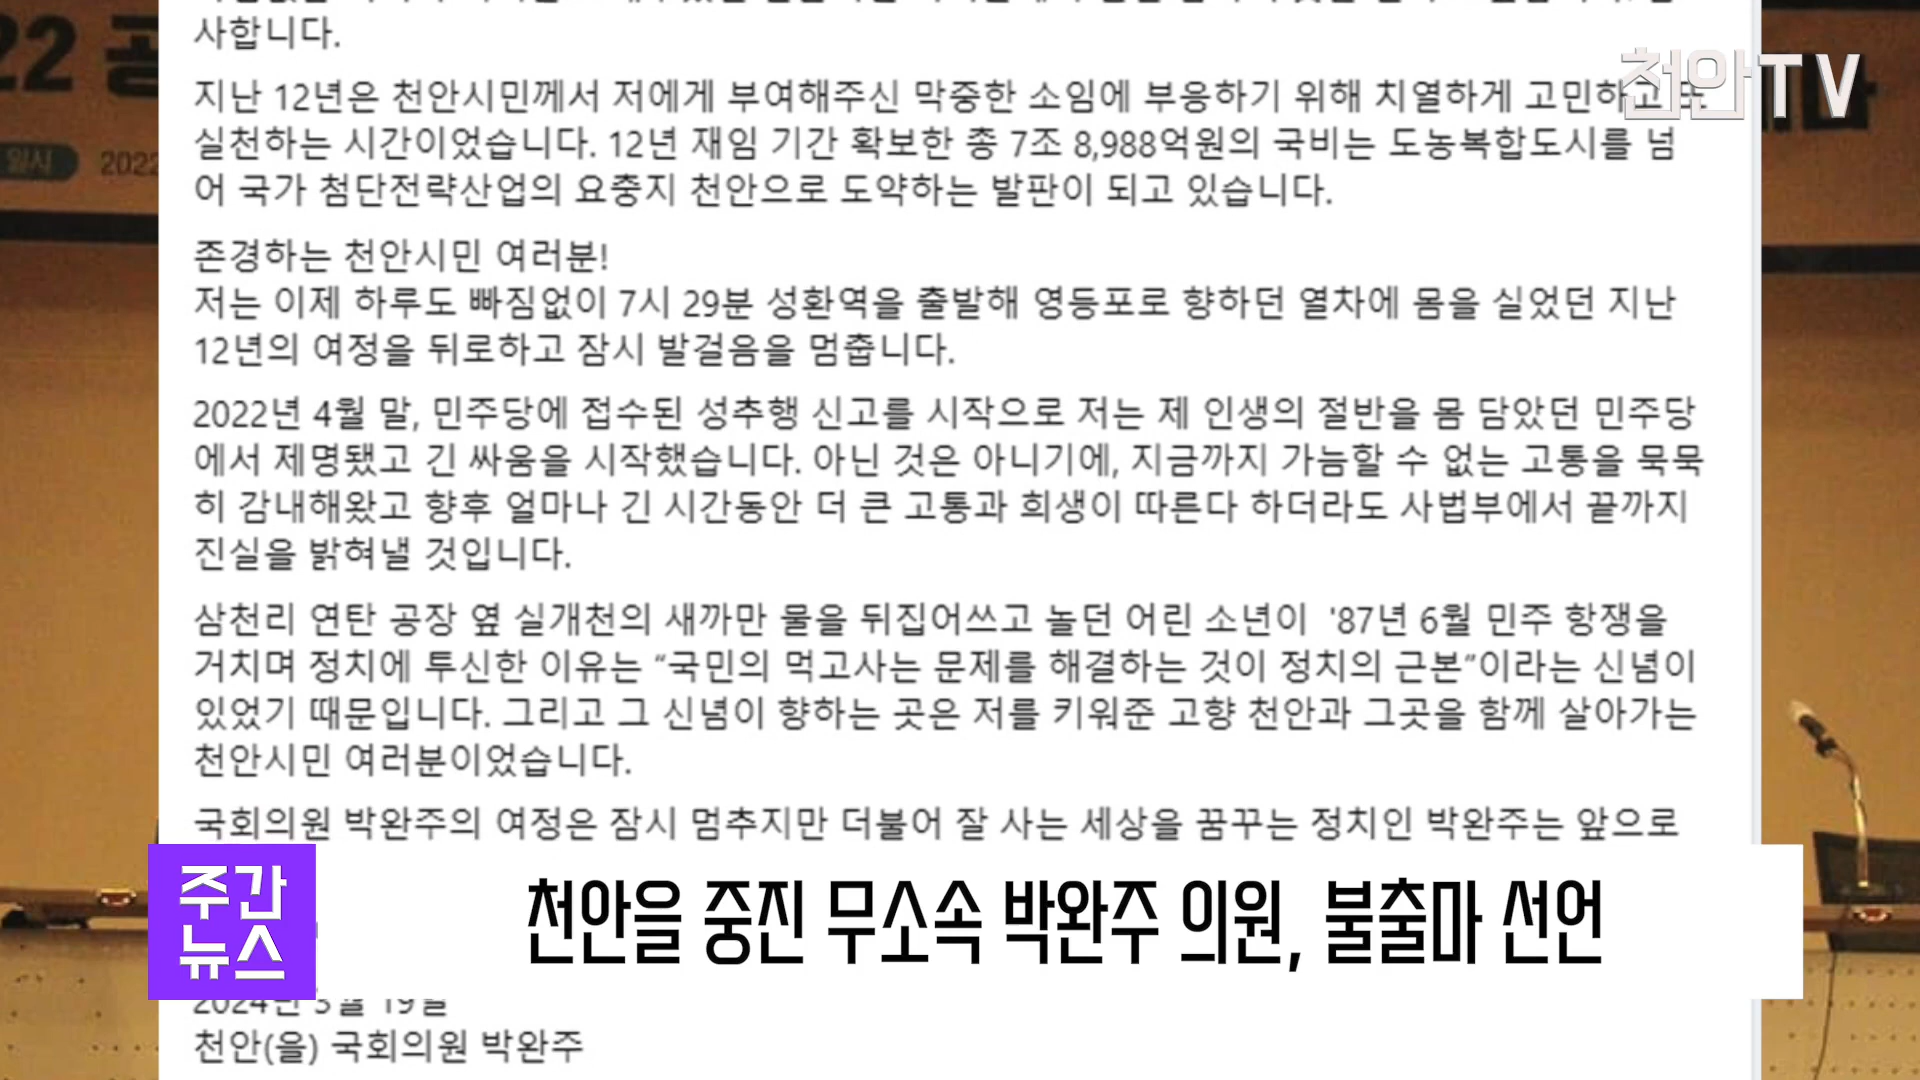 사합니다.
천안TV
22 공
일시 2022
지난 12년은 천안시민께서 저에게 부여해주신 막중한 소임에 부응하기 위해 치열하게 고민하고
실천하는 시간이었습니다. 12년 재임 기간 확보한 총 7조 8,988억원의 국비는 도농복합도시를 넘
어 국가 첨단전략산업의 요충지 천안으로 도약하는 발판이 되고 있습니다.
존경하는 천안시민 여러분!
저는 이제 하루도 빠짐없이 7시 29분 성환역을 출발해 영등포로 향하던 열차에 몸을 실었던 지난
12년의 여정을 뒤로하고 잠시 발걸음을 멈춥니다.
2022년 4월 말, 민주당에 접수된 성추행 신고를 시작으로 저는 제 인생의 절반을 몸 담았던 민주당
에서 제명됐고 긴 싸움을 시작했습니다. 아닌 것은 아니기에, 지금까지 가늠할 수 없는 고통을 묵묵
히 감내해왔고 향후 얼마나 긴 시간동안 더 큰 고통과 희생이 따른다 하더라도 사법부에서 끝까지
진실을 밝혀낼 것입니다.
삼천리 연탄 공장 옆 실개천의 새까만 물을 뒤집어쓰고 놀던 어린 소년이 '87년 6월 민주 항쟁을
거치며 정치에 투신한 이유는 “국민의 먹고사는 문제를 해결하는 것이 정치의 근본”이라는 신념이
있었기 때문입니다. 그리고 그 신념이 향하는 곳은 저를 키워준 고향 천안과 그곳을 함께 살아가는
천안시민 여러분이었습니다.
국회의원 박완주의 여정은 잠시 멈추지만 더불어 잘 사는 세상을 꿈꾸는 정치인 박완주는 앞으로
주간
뉴스
천안을 중진 무소속 박완주 의원, 불출마 선언
2024년 3월 19일
천안(을) 국회의원 박완주